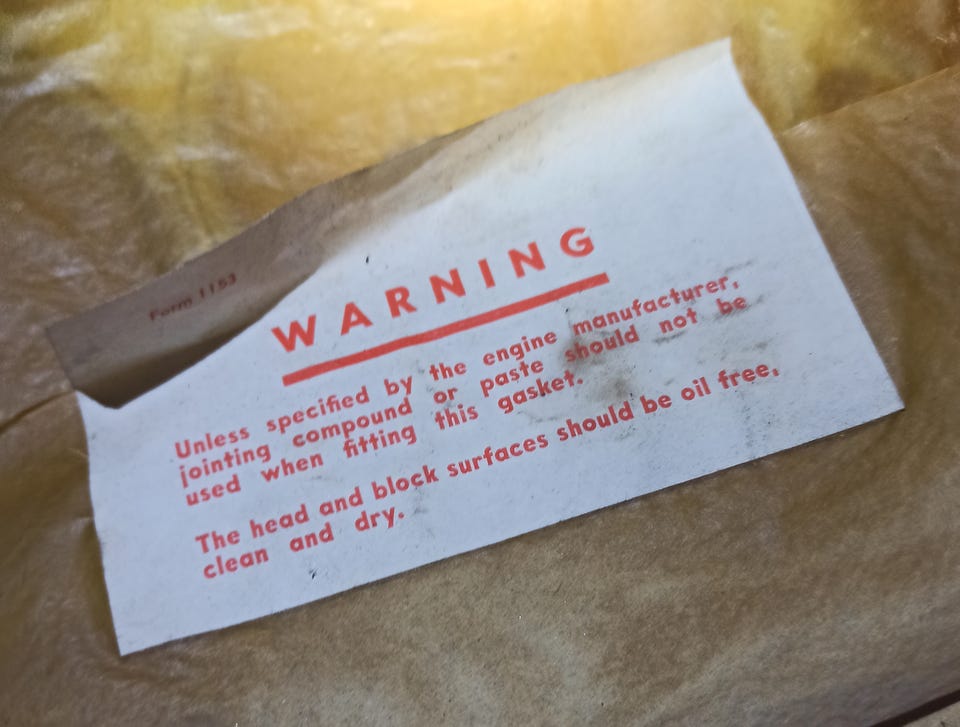 Form 1153
WARNING
Unless specified by the engine manufacturer,
jointing compound or paste should not be
used when fitting this gasket.
The head and block surfaces should be oil free,
clean and dry.